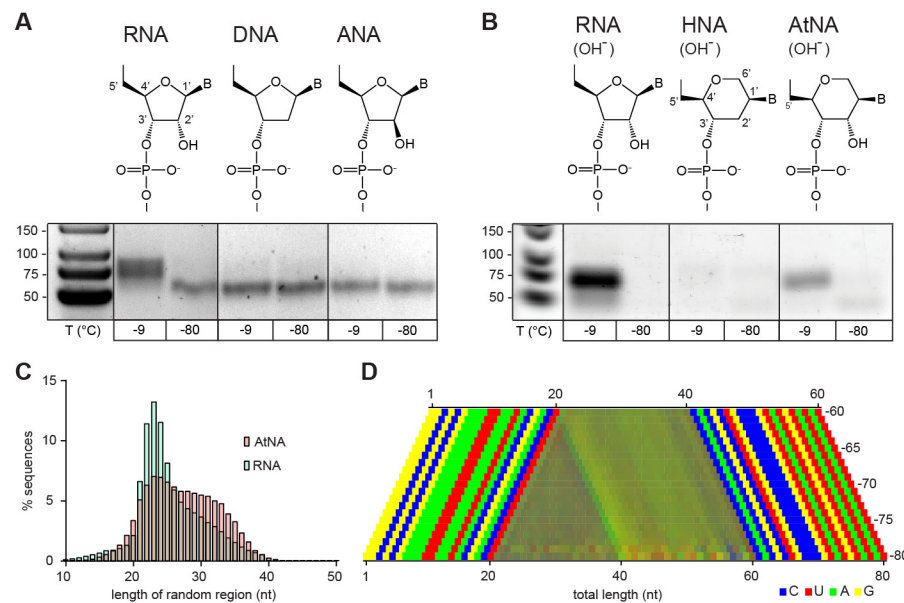 A
RNA DNA ANA
B
5' 4' 1' 3' 2'
O B O B O B
OH OH
O O O
O=P-O⁻ O=P-O⁻ O=P-O⁻
O O O
150
100
75
50
T (°C) -9 -80 -9 -80 -9 -80
B
RNA HNA AtNA
(OH⁻) (OH⁻) (OH⁻)
6'
5' 4' 1' 5'
3' 2'
O B O B O B
OH OH
O O O
O=P-O⁻ O=P-O⁻ O=P-O⁻
O O O
150
100
75
50
T (°C) -9 -80 -9 -80 -9 -80
C
15
10
5
0
% sequences
AtNA
RNA
10 20 30 40 50
length of random region (nt)
D
1 20 40 60
-60
-65
-70
-75
-80
1 20 40 60 80
total length (nt)
C U A G